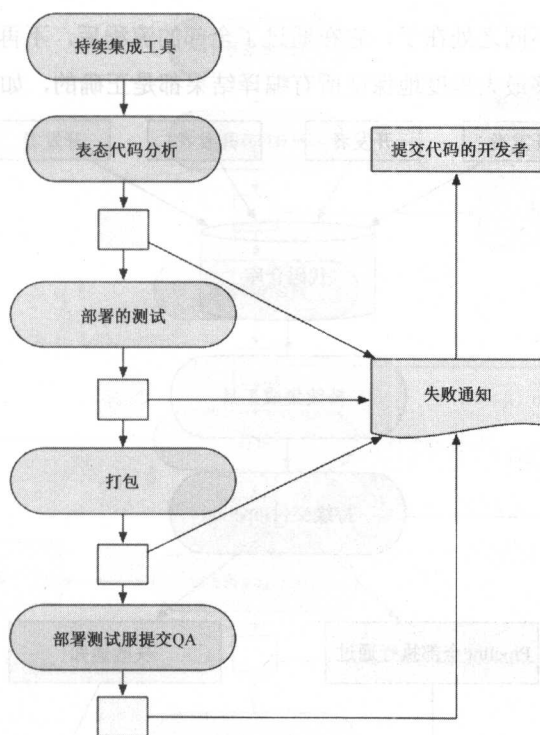 持续集成工具
表态代码分析
提交代码的开发者
部署的测试
失败通知
打包
部署测试服提交QA